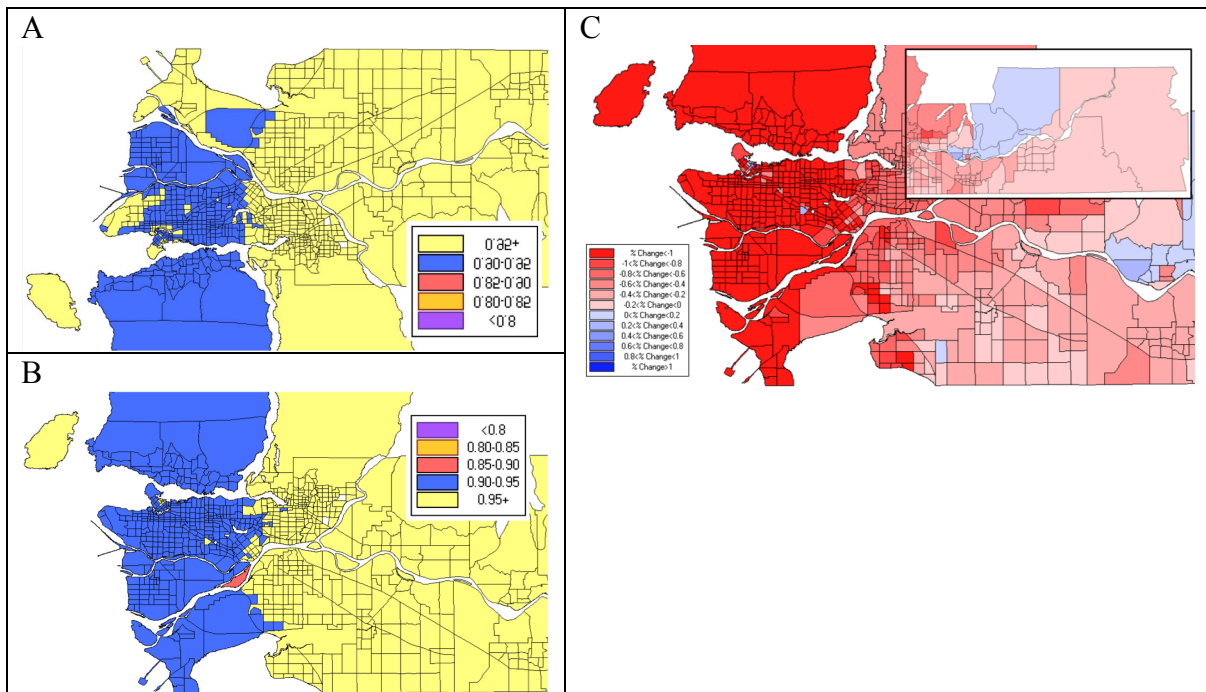 A
0.95+
0.90-0.95
0.85-0.90
0.80-0.85
<0.8
B
<0.8
0.80-0.85
0.85-0.90
0.90-0.95
0.95+
C
% Change<-1
-1<% Change<-0.8
-0.8<% Change<-0.6
-0.6<% Change<-0.4
-0.4<% Change<-0.2
-0.2<% Change<0
0<% Change<0.2
0.2<% Change<0.4
0.4<% Change<0.6
0.6<% Change<0.8
0.8<% Change<1
% Change>1